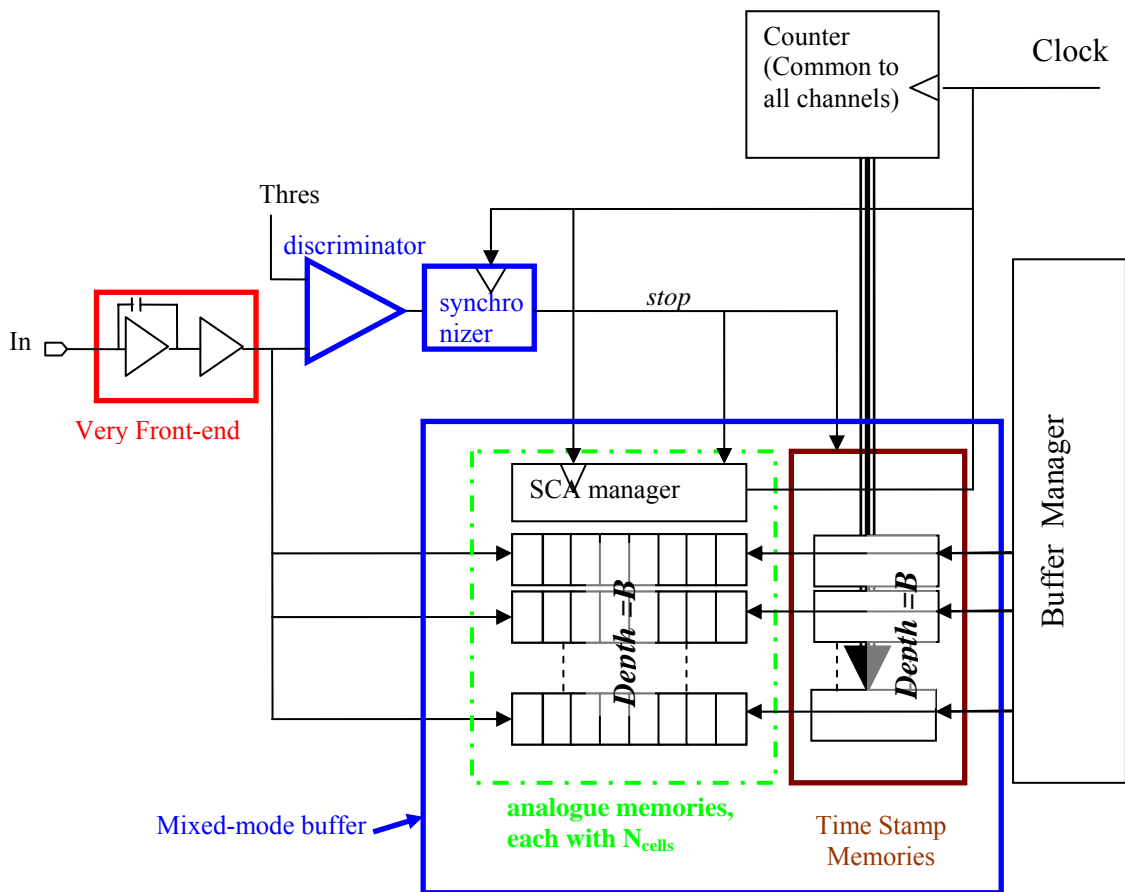 Counter
(Common to
all channels)
Clock
Thres
discriminator
synchro
nizer
stop
In
Very Front-end
SCA manager
Depth =B
Depth =B
Buffer Manager
Mixed-mode buffer
analogue memories,
each with Ncells
Time Stamp
Memories